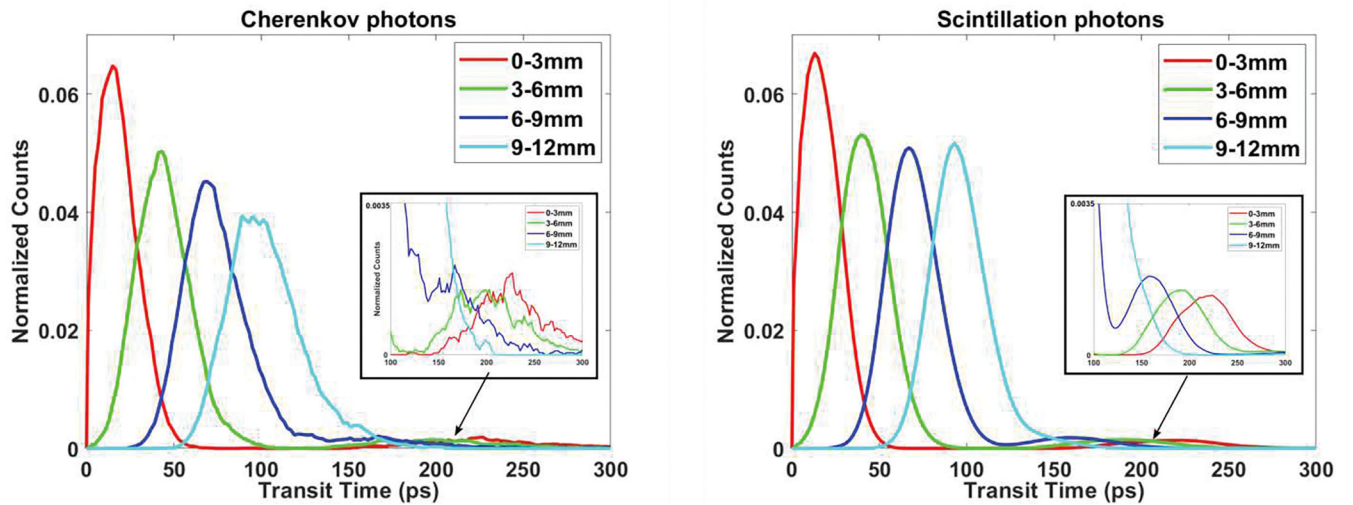 Cherenkov photons
Normalized Counts
0.06
0.04
0.02
0
0-3mm
3-6mm
6-9mm
9-12mm
0.0035
Normalized Counts
0
0-3mm
3-6mm
6-9mm
9-12mm
100 150 200 250 300
0 50 100 150 200 250 300
Transit Time (ps)
Scintillation photons
Normalized Counts
0.06
0.04
0.02
0
0-3mm
3-6mm
6-9mm
9-12mm
0.0035
0
0-3mm
3-6mm
6-9mm
9-12mm
100 150 200 250 300
0 50 100 150 200 250 300
Transit Time (ps)